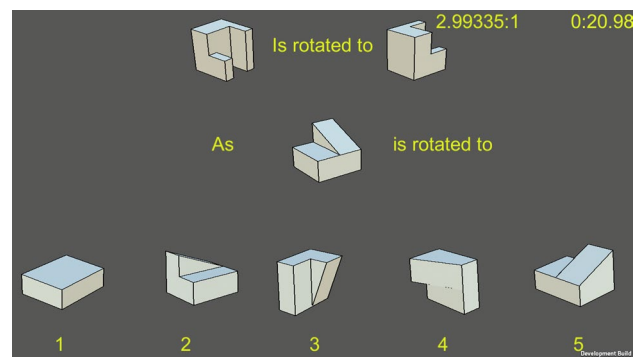 2.99335:1 0:20.98
Is rotated to
As is rotated to
1 2 3 4 5
Development Build